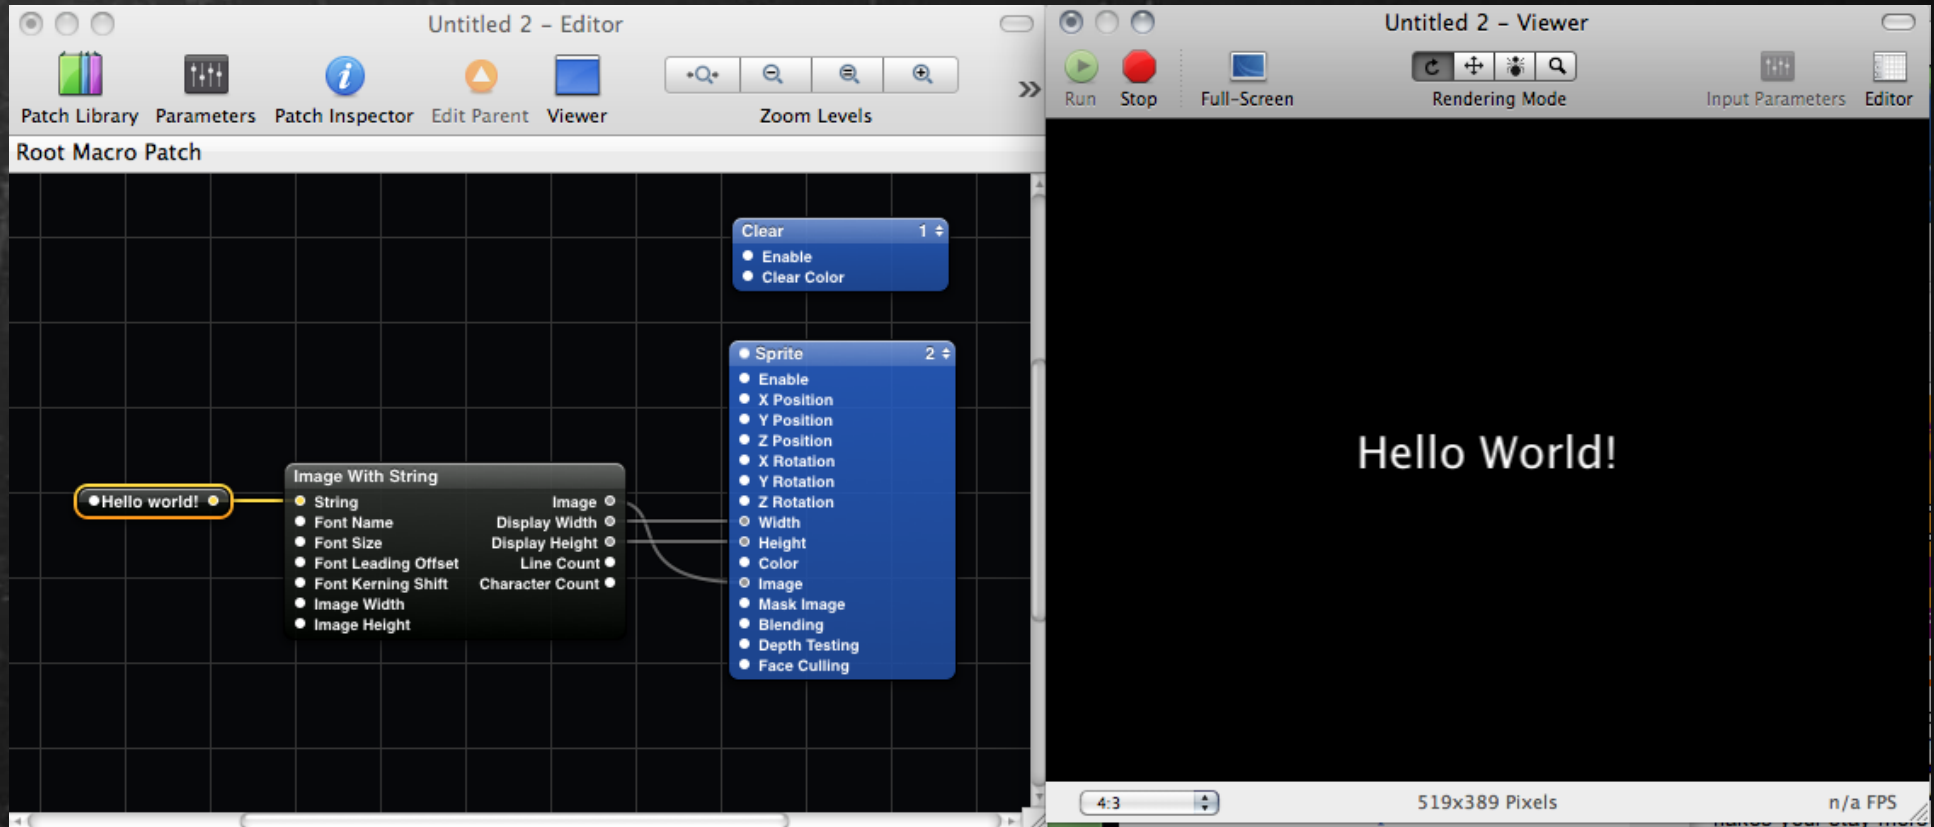 Untitled 2 – Editor
Patch Library Parameters Patch Inspector Edit Parent Viewer Zoom Levels
Root Macro Patch
Clear 1
Enable
Clear Color
Sprite 2
Enable
X Position
Y Position
Z Position
X Rotation
Y Rotation
Z Rotation
Width
Height
Color
Image
Mask Image
Blending
Depth Testing
Face Culling
Hello world!
Image With String
String Image
Font Name Display Width
Font Size Display Height
Font Leading Offset Line Count
Font Kerning Shift Character Count
Image Width
Image Height
Untitled 2 – Viewer
Run Stop Full-Screen Rendering Mode Input Parameters Editor
Hello World!
4:3 519x389 Pixels n/a FPS